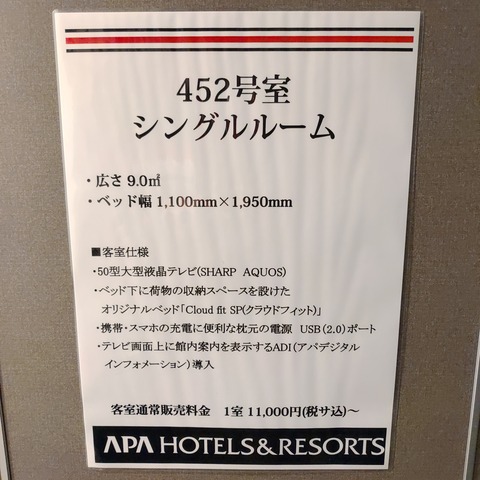 452号室
シングルルーム
・広さ 9.0㎡
・ベッド幅 1,100mm×1,950mm
■客室仕様
・50型大型液晶テレビ(SHARP AQUOS)
・ベッド下に荷物の収納スペースを設けた
オリジナルベッド「Cloud fit SP(クラウドフィット)」
・携帯・スマホの充電に便利な枕元の電源 USB(2.0)ポート
・テレビ画面上に館内案内を表示するADI(アパデジタル
インフォメーション)導入
客室通常販売料金 1室 11,000円(税サ込)～
APA HOTELS&RESORTS